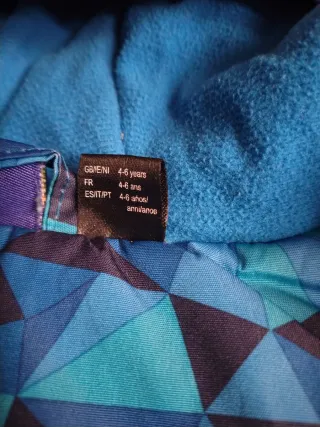 GB/IE/NI 4-6 years
FR 4-6 ans
ES/IT/PT 4-6 años/
anni/anos